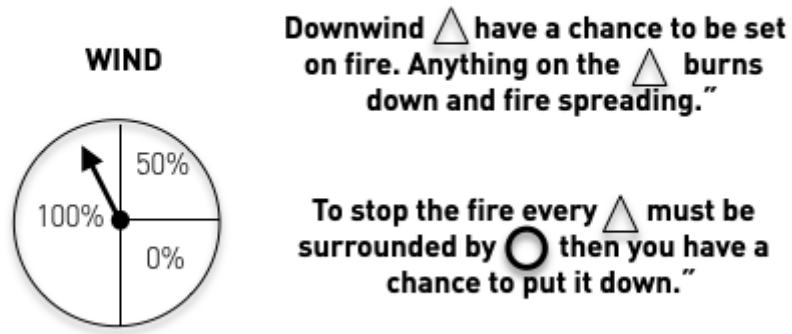 WIND
50%
100%
0%
Downwind △ have a chance to be set
on fire. Anything on the △ burns
down and fire spreading.”
To stop the fire every △ must be
surrounded by O then you have a
chance to put it down.”